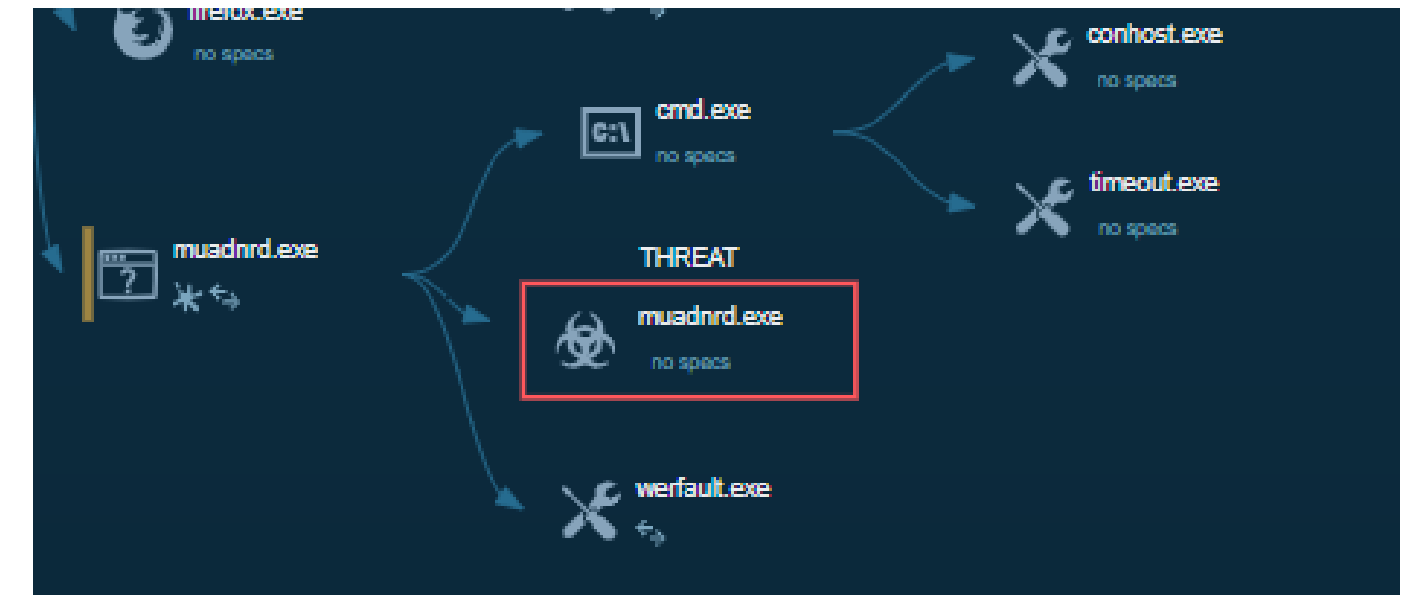 firefox.exe
no specs
conhost.exe
no specs
cmd.exe
C:\
no specs
timeout.exe
no specs
muadnrd.exe
?
THREAT
muadnrd.exe
no specs
werfault.exe